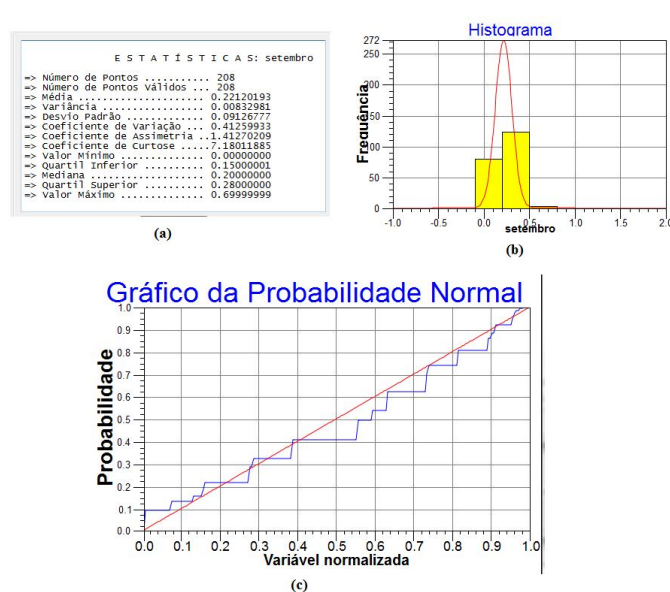 E S T A T Í S T I C A S: setembro
=> Número de Pontos ........... 208
=> Número de Pontos Válidos ... 208
=> Média ...................... 0.22120193
=> Variância .................. 0.00832981
=> Desvio Padrão .............. 0.09126777
=> Coeficiente de Variação ... 0.41259933
=> Coeficiente de Assimetria ..1.41270209
=> Coeficiente de Curtose .....7.18011885
=> Valor Mínimo ............... 0.00000000
=> Quartil Inferior ........... 0.15000001
=> Mediana .................... 0.20000000
=> Quartil Superior ........... 0.28000000
=> Valor Máximo ............... 0.69999999
(a)
Histograma
272
250
200
150
100
50
0
Frequência
-1.0 -0.5 0.0 0.5 1.0 1.5 2.0
setembro
(b)
Gráfico da Probabilidade Normal
1.0
0.9
0.8
0.7
0.6
0.5
0.4
0.3
0.2
0.1
0.0
Probabilidade
0.0 0.1 0.2 0.3 0.4 0.5 0.6 0.7 0.8 0.9 1.0
Variável normalizada
(c)